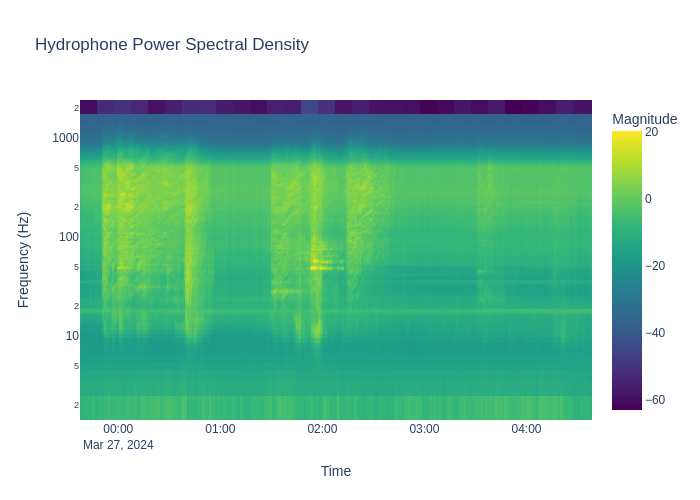 Hydrophone Power Spectral Density
Magnitude
20
0
−20
−40
−60
2
1000
5
2
100
5
2
10
5
2
Frequency (Hz)
00:00 01:00 02:00 03:00 04:00
Mar 27, 2024
Time